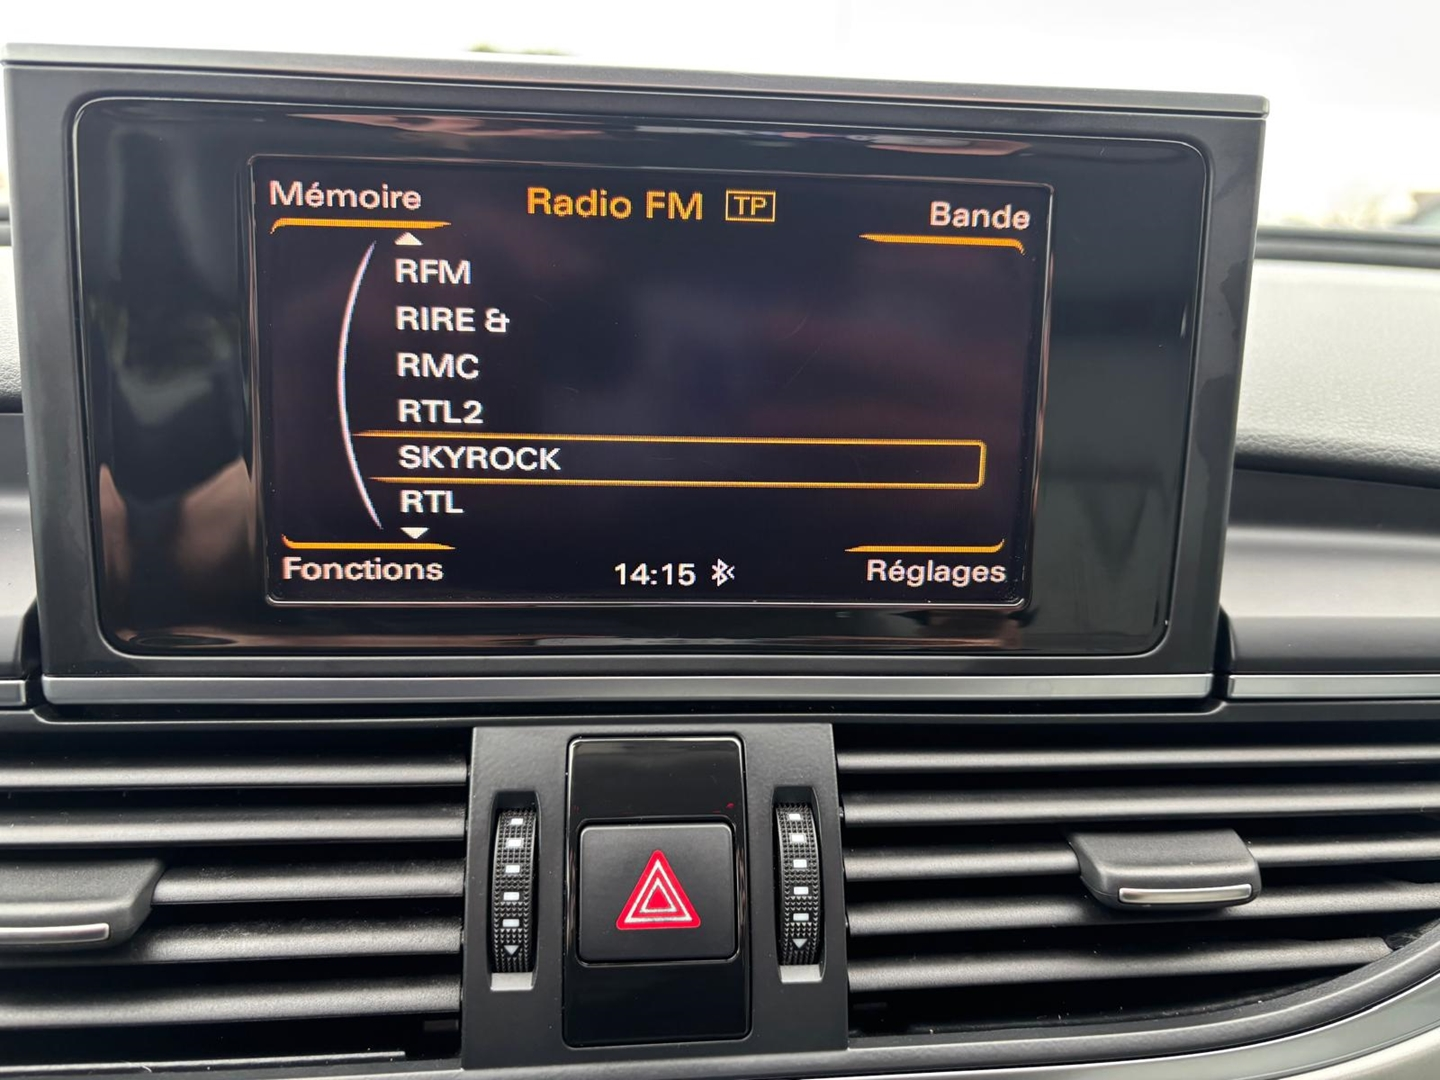 Mémoire
Radio FM TP
Bande
RFM
RIRE &
RMC
RTL2
SKYROCK
RTL
Fonctions
14:15
Réglages